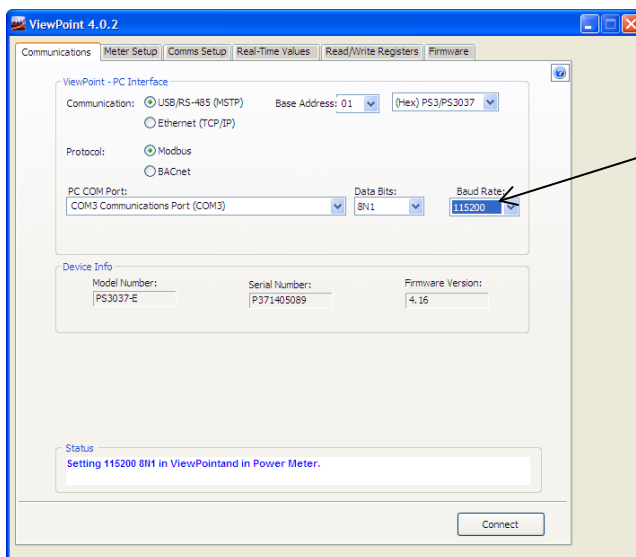 ViewPoint 4.0.2
Communications Meter Setup Comms Setup Real-Time Values Read/Write Registers Firmware
ViewPoint - PC Interface
Communication: USB/RS-485 (MSTP) Base Address: 01 (Hex) PS3/PS3037
Ethernet (TCP/IP)
Protocol: Modbus
BACnet
PC COM Port: Data Bits: Baud Rate:
COM3 Communications Port (COM3) 8N1 115200
Device Info
Model Number: Serial Number: Firmware Version:
PS3037-E P371405089 4.16
Status
Setting 115200 8N1 in ViewPointand in Power Meter.
Connect